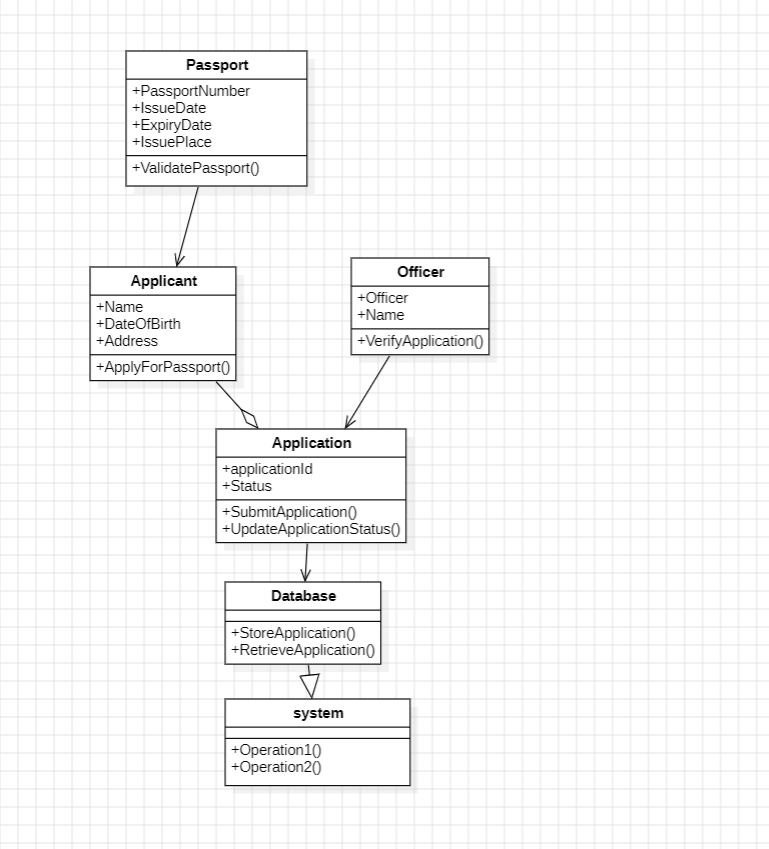 Passport
+PassportNumber
+IssueDate
+ExpiryDate
+IssuePlace
+ValidatePassport()
Applicant
+Name
+DateOfBirth
+Address
+ApplyForPassport()
Officer
+Officer
+Name
+VerifyApplication()
Application
+applicationId
+Status
+SubmitApplication()
+UpdateApplicationStatus()
Database
+StoreApplication()
+RetrieveApplication()
system
+Operation1()
+Operation2()